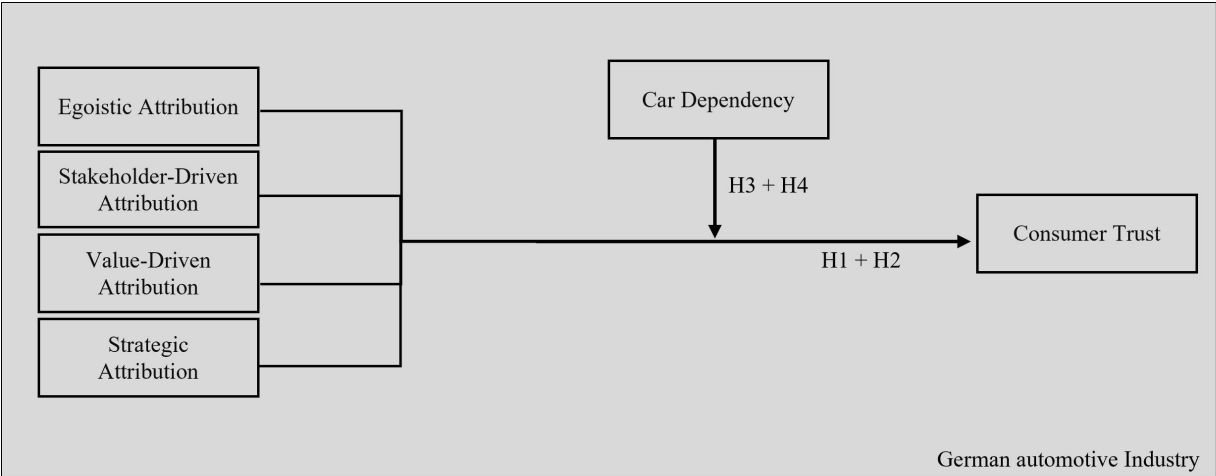 Egoistic Attribution
Stakeholder-Driven
Attribution
Value-Driven
Attribution
Strategic
Attribution
Car Dependency
H3 + H4
H1 + H2
Consumer Trust
German automotive Industry